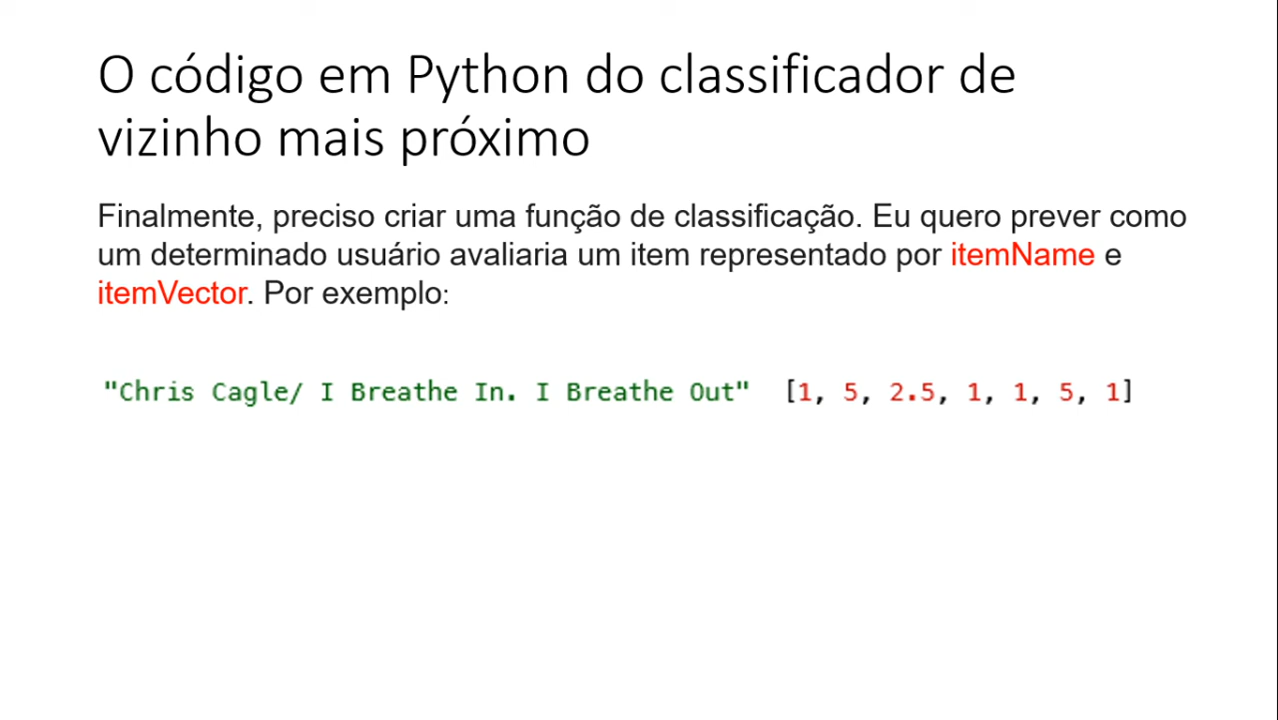 O código em Python do classificador de
vizinho mais próximo
Finalmente, preciso criar uma função de classificação. Eu quero prever como
um determinado usuário avaliaria um item representado por itemName e
itemVector. Por exemplo:
"Chris Cagle/ I Breathe In. I Breathe Out" [1, 5, 2.5, 1, 1, 5, 1]